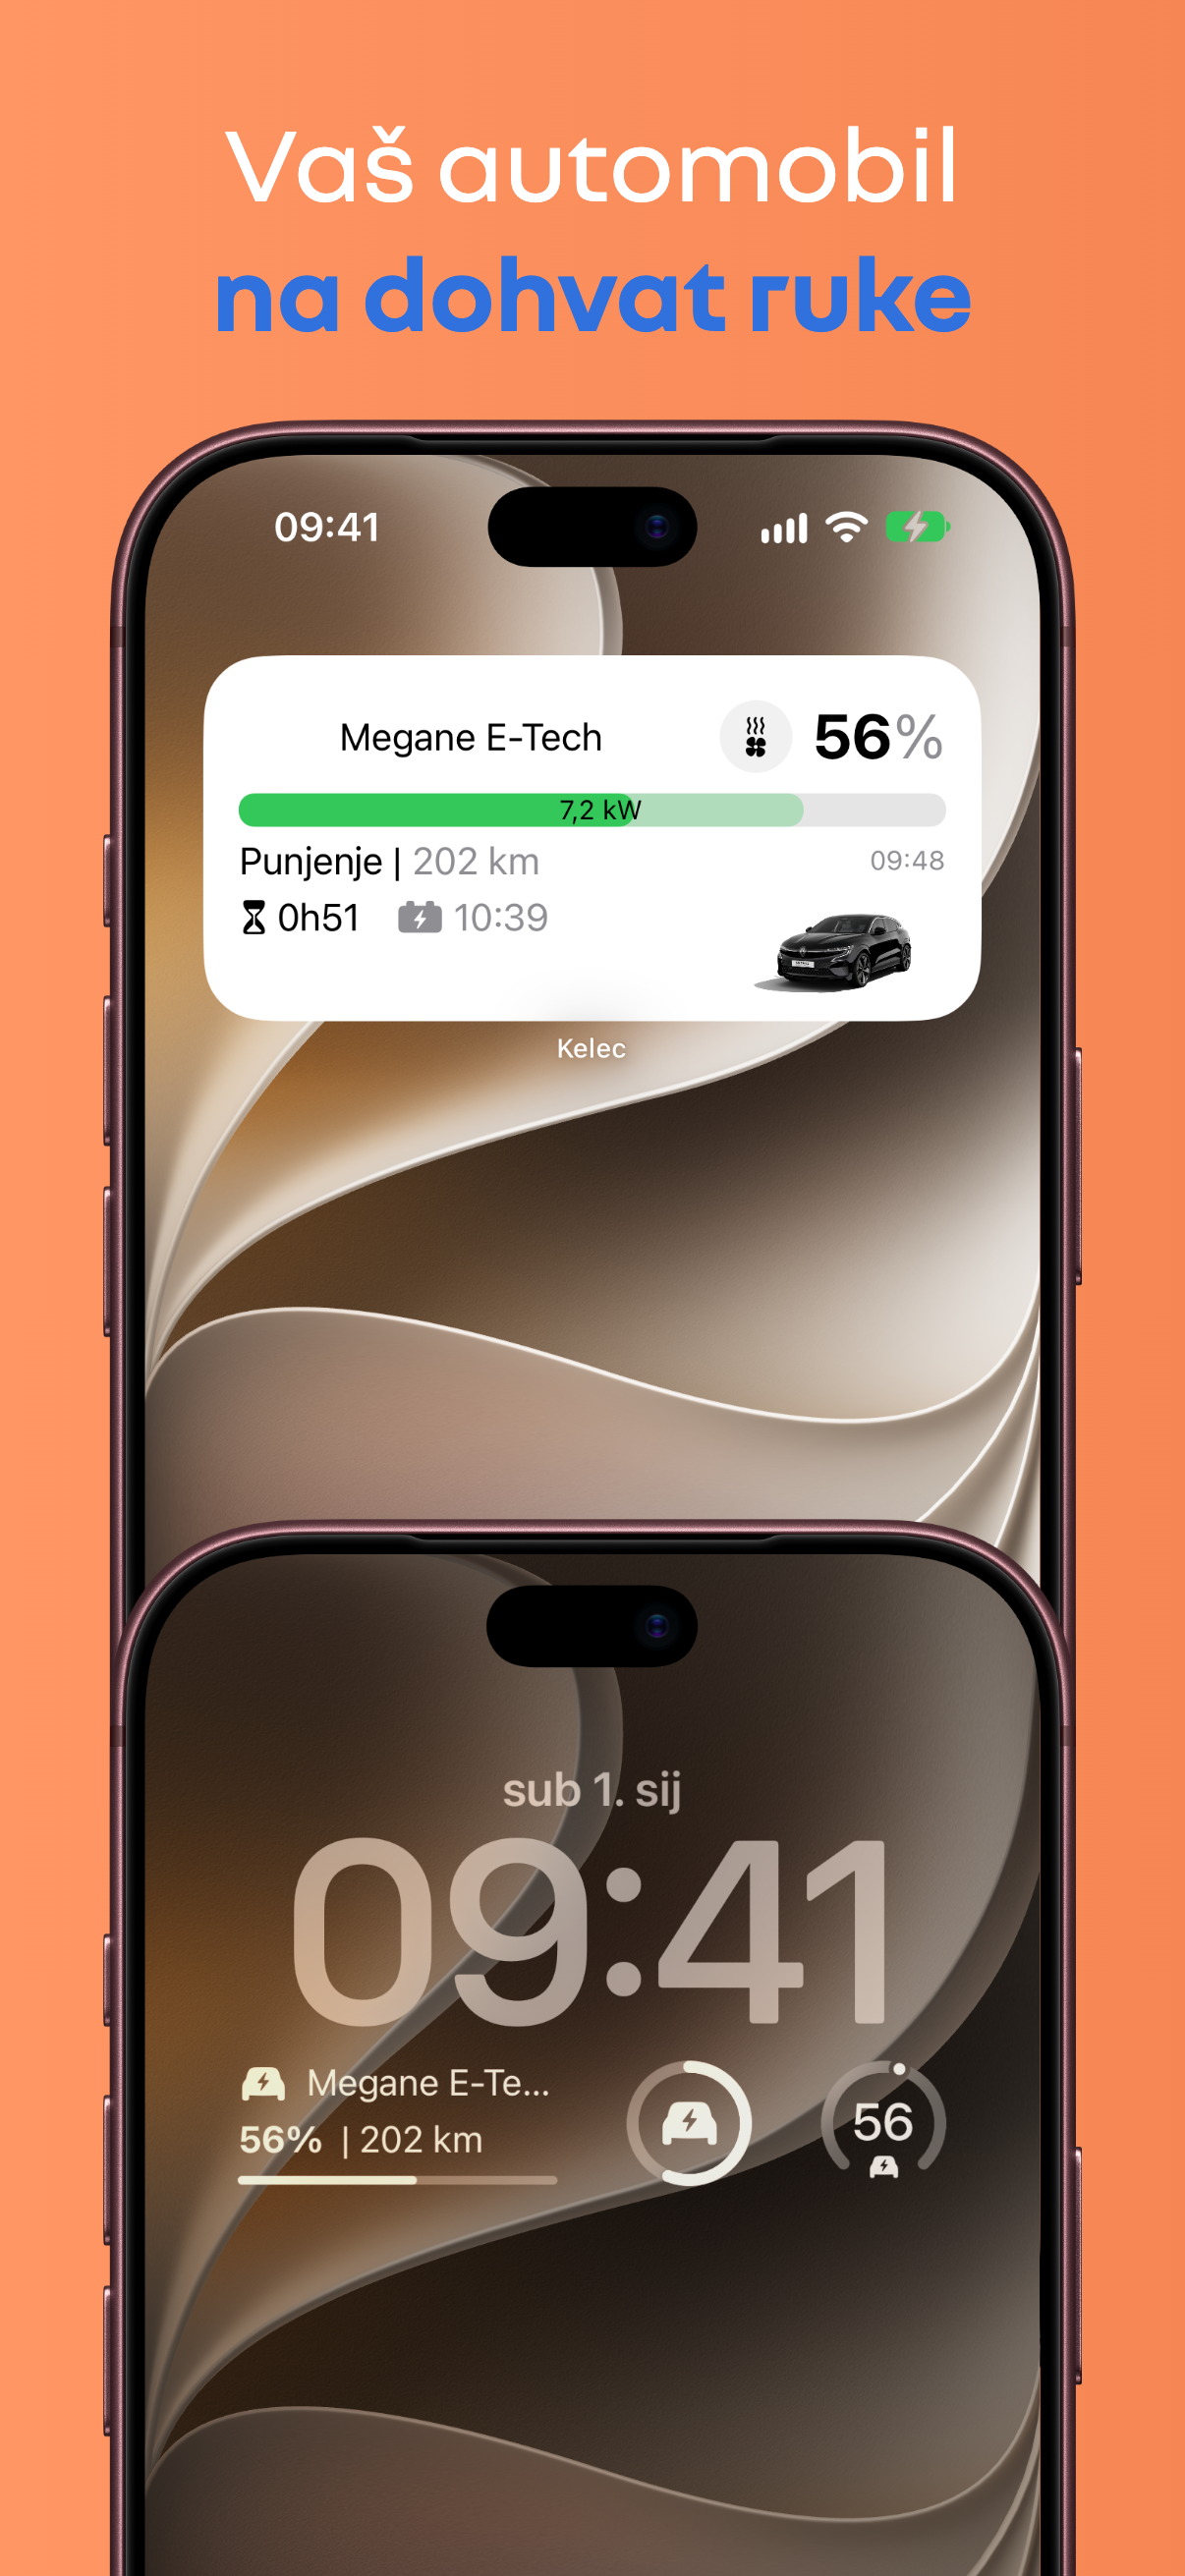 Vaš automobil
na dohvat ruke
09:41
Megane E-Tech 56%
7,2 kW
Punjenje | 202 km 09:48
0h51 10:39
Kelec
sub 1. sij
09:41
Megane E-Te...
56% | 202 km
56